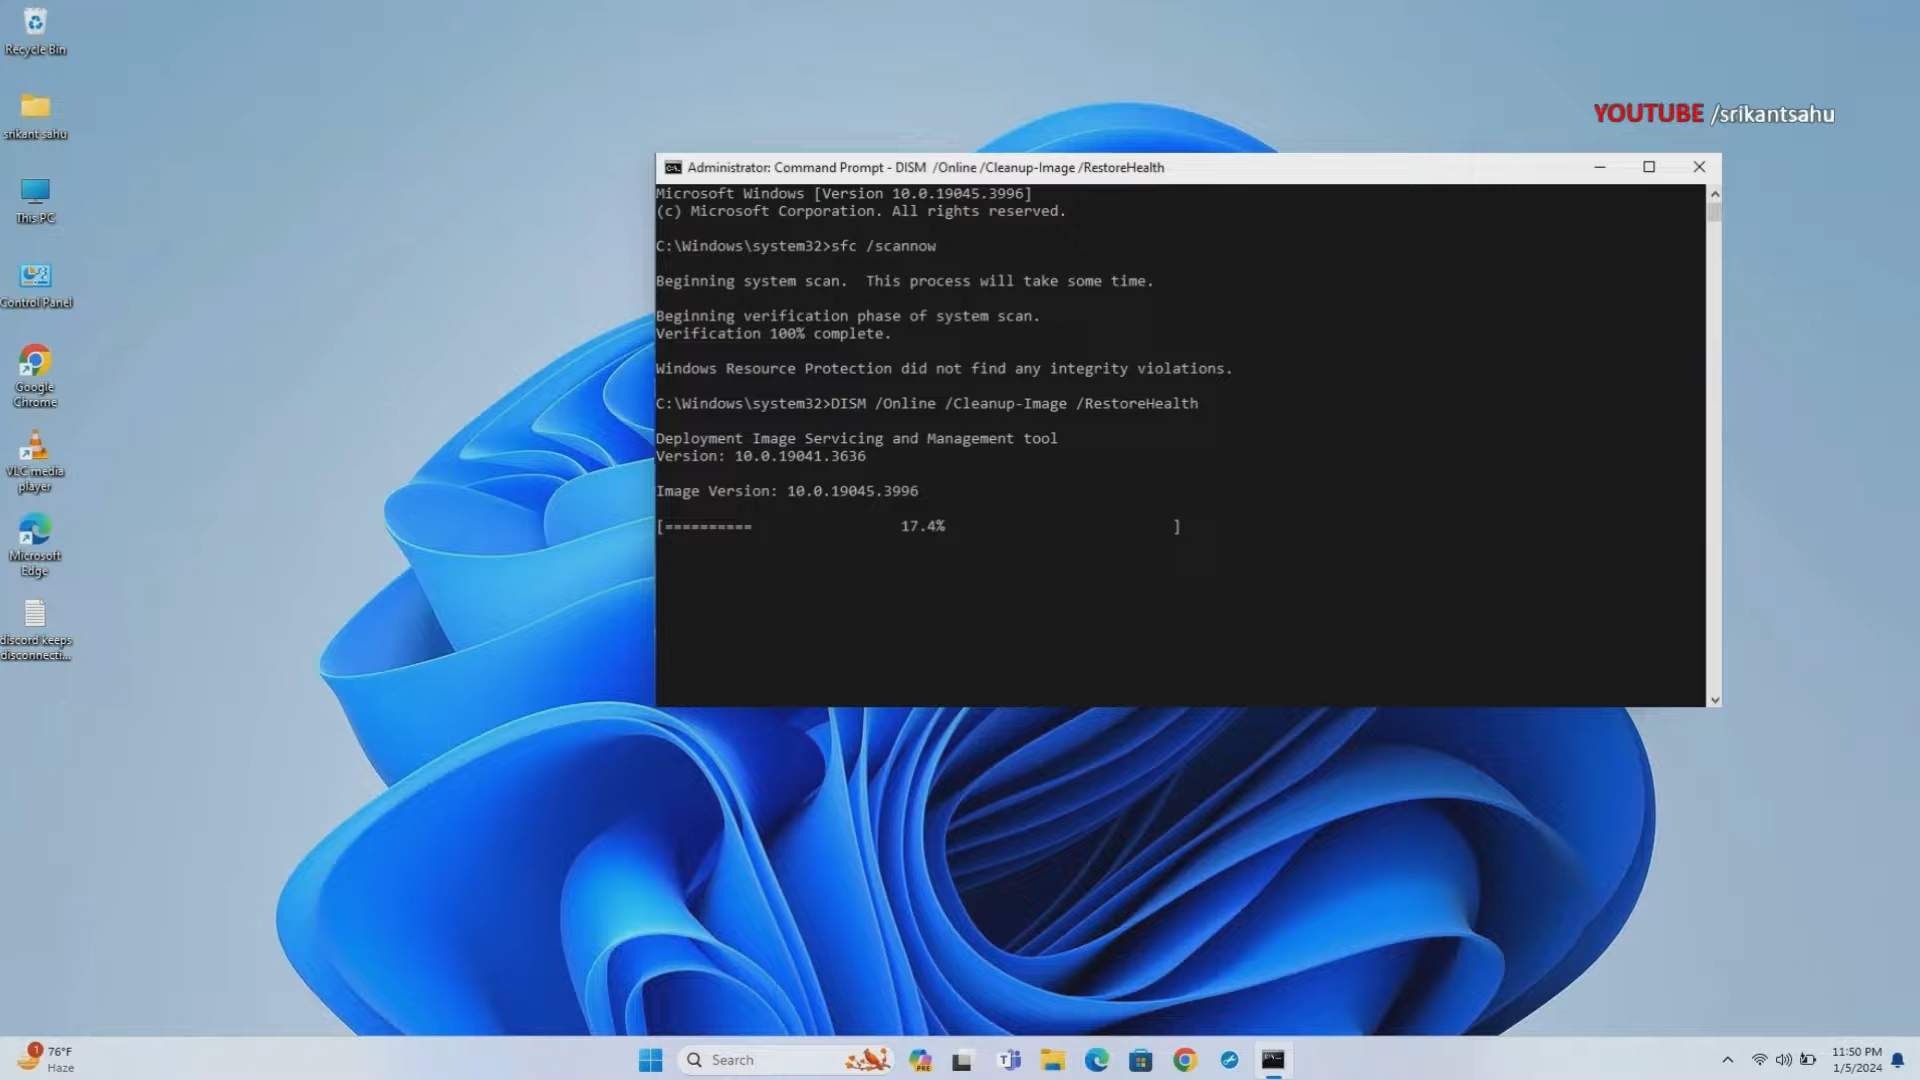 Recycle Bin
srikant sahu
This PC
Control Panel
Google
Chrome
VLC media
player
Microsoft
Edge
discord keeps
disconnecti...
YOUTUBE /srikantsahu
Administrator: Command Prompt - DISM  /Online /Cleanup-Image /RestoreHealth
Microsoft Windows [Version 10.0.19045.3996]
(c) Microsoft Corporation. All rights reserved.
C:\Windows\system32>sfc /scannow
Beginning system scan.  This process will take some time.
Beginning verification phase of system scan.
Verification 100% complete.
Windows Resource Protection did not find any integrity violations.
C:\Windows\system32>DISM /Online /Cleanup-Image /RestoreHealth
Deployment Image Servicing and Management tool
Version: 10.0.19041.3636
Image Version: 10.0.19045.3996
[==========                 17.4%                          ]
1
76°F
Haze
Search
PRE
11:50 PM
1/5/2024